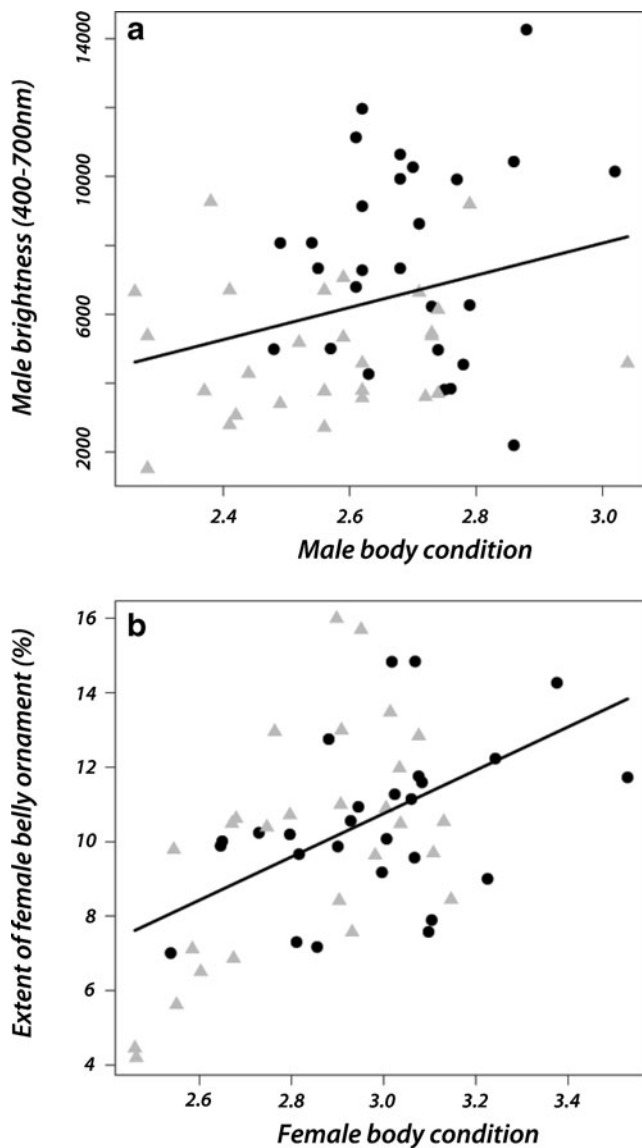 a
14000
10000
6000
2000
Male brightness (400-700nm)
2.4 2.6 2.8 3.0
Male body condition
b
16
14
12
10
8
6
4
Extent of female belly ornament (%)
2.6 2.8 3.0 3.2 3.4
Female body condition